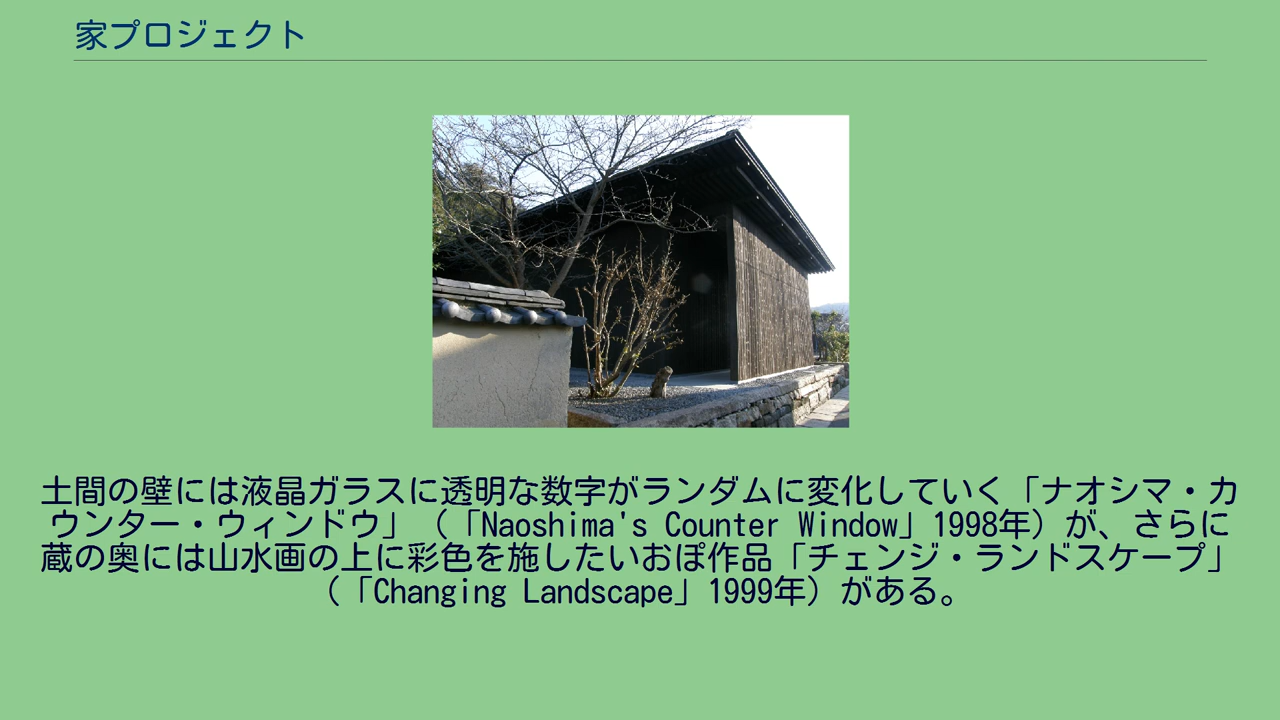 家プロジェクト
土間の壁には液晶ガラスに透明な数字がランダムに変化していく「ナオシマ・カ
ウンター・ウィンドウ」（「Naoshima's Counter Window」1998年）が、さらに
蔵の奥には山水画の上に彩色を施したいおぽ作品「チェンジ・ランドスケープ」
（「Changing Landscape」1999年）がある。